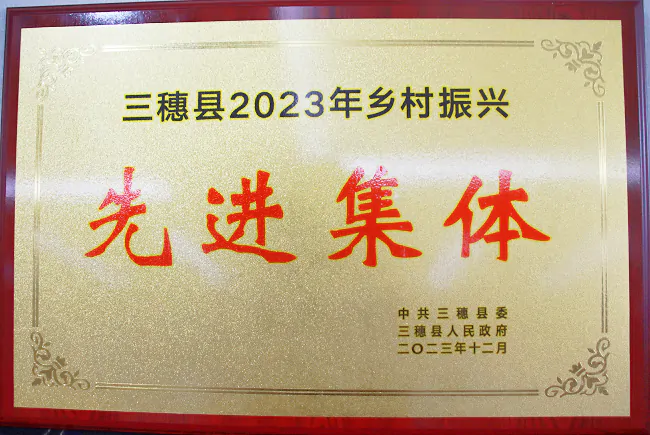 三穗县2023年乡村振兴
先进集体
中共三穗县委
三穗县人民政府
二〇二三年十二月